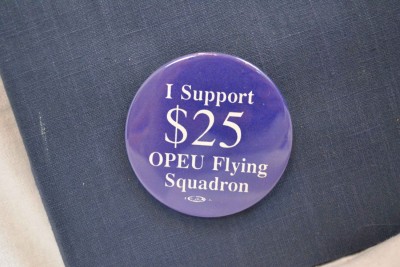 I Support
$25
OPEU Flying
Squadron